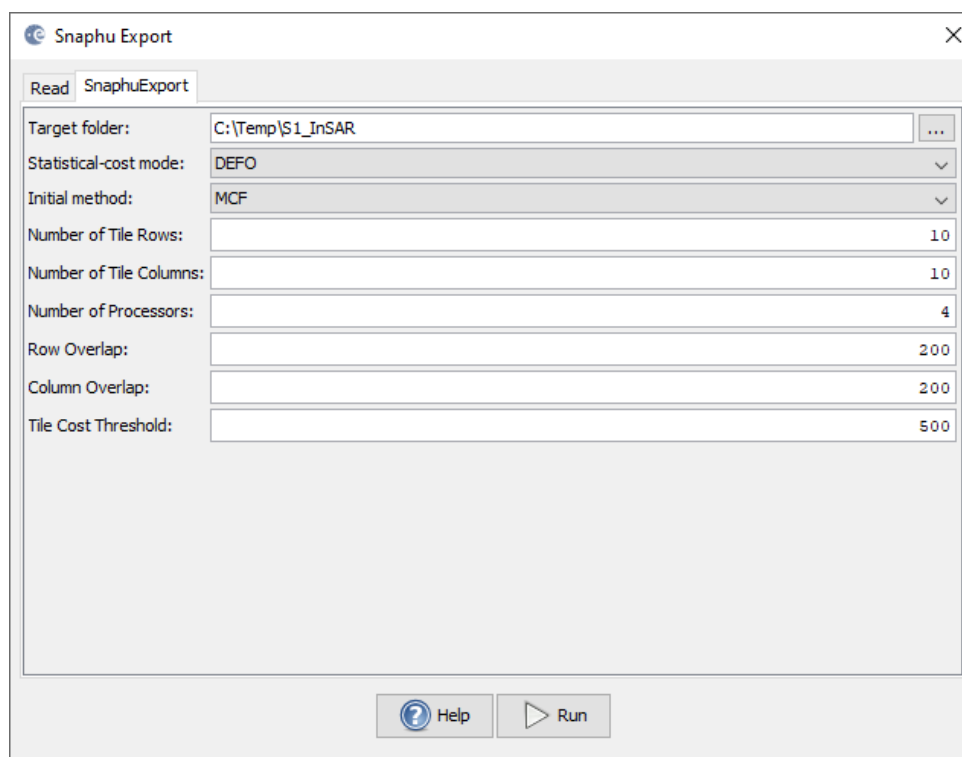 Snaphu Export
Read SnaphuExport
Target folder: C:\Temp\S1_InSAR ...
Statistical-cost mode: DEFO
Initial method: MCF
Number of Tile Rows: 10
Number of Tile Columns: 10
Number of Processors: 4
Row Overlap: 200
Column Overlap: 200
Tile Cost Threshold: 500
Help Run